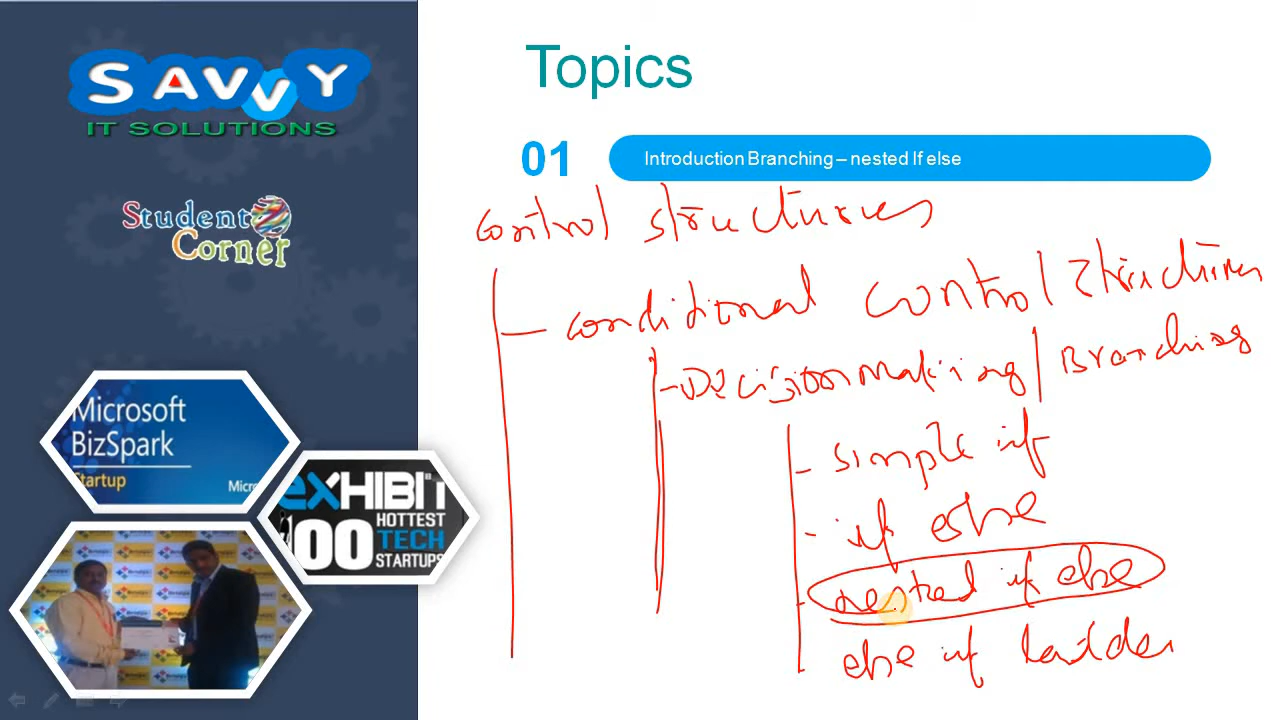 SAVVY
IT SOLUTIONS
Student
Corner
Microsoft
BizSpark
Startup
Micro
eXHIBIT
100
HOTTEST
TECH
STARTUPS
Topics
01
Introduction Branching – nested If else
control structures
conditional control structures
Decision making | Branching
simple if
if else
nested if else
else if ladder